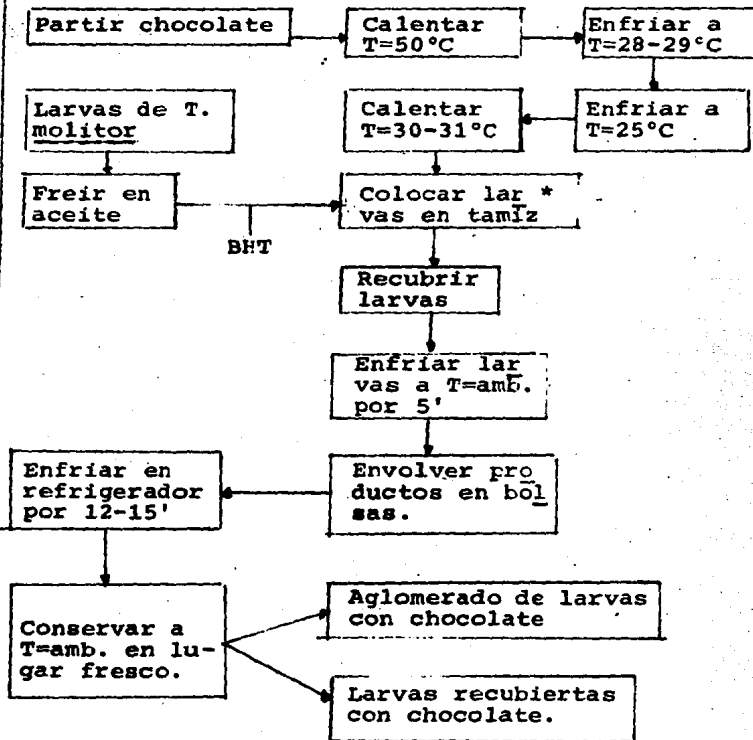 Partir chocolate
Calentar
T=50°C
Enfriar a
T=28-29°C
Larvas de T.
molitor
Calentar
T=30-31°C
Enfriar a
T=25°C
Freir en
aceite
BHT
Colocar lar *
vas en tamiz
Recubrir
larvas
Enfriar lar
vas a T=amb.
por 5'
Envolver pro
ductos en bol
sas.
Enfriar en
refrigerador
por 12-15'
Conservar a
T=amb. en lu-
gar fresco.
Aglomerado de larvas
con chocolate
Larvas recubiertas
con chocolate.